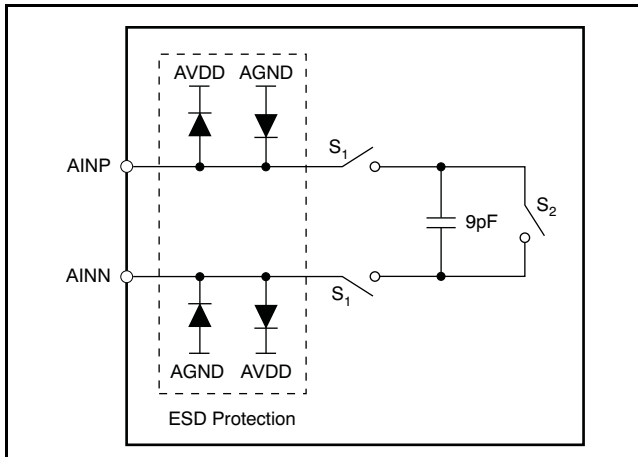 AVDD AGND
AINP
S₁
9pF
S₂
AINN
S₁
AGND AVDD
ESD Protection